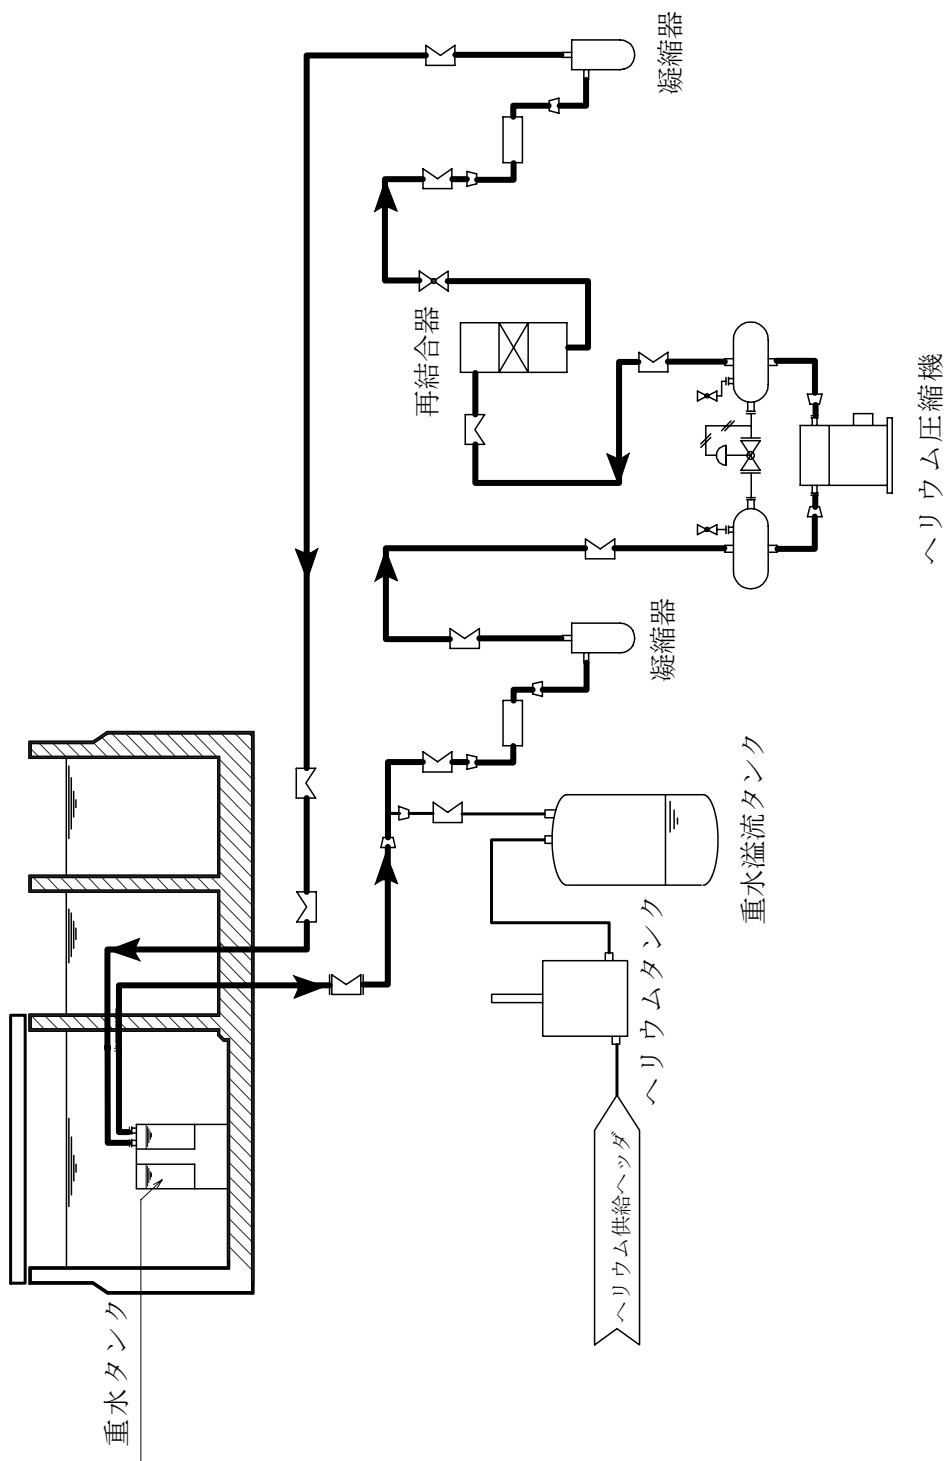 重水タンク
ヘリウム供給ヘッダ
ヘリウムタンク
重水溢流タンク
凝縮器
ヘリウム圧縮機
再結合器
凝縮器